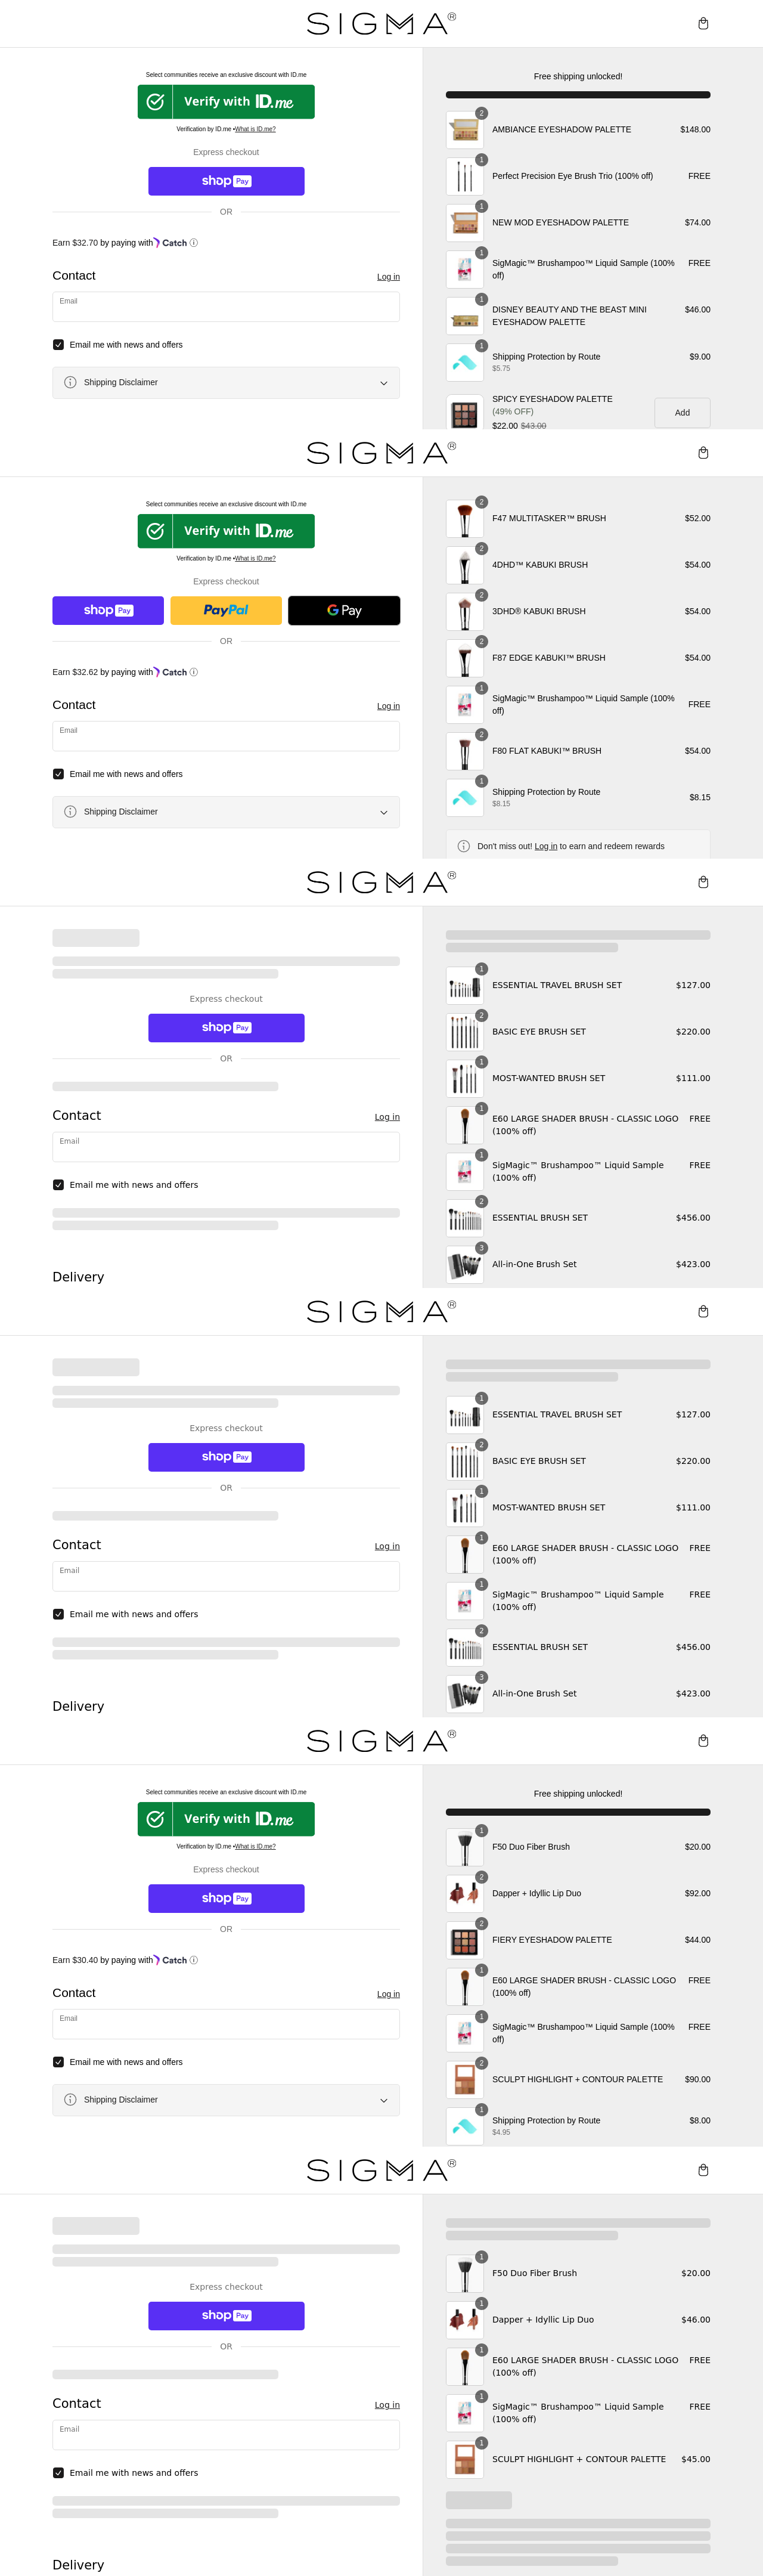 SIGMA®
Select communities receive an exclusive discount with ID.me
Verify with ID.me
Verification by ID.me •What is ID.me?
Express checkout
shop Pay
OR
Earn $32.70 by paying with Catch
Contact
Log in
Email
Email me with news and offers
Shipping Disclaimer
Free shipping unlocked!
2
AMBIANCE EYESHADOW PALETTE
$148.00
1
Perfect Precision Eye Brush Trio (100% off)
FREE
1
NEW MOD EYESHADOW PALETTE
$74.00
1
SigMagic™ Brushampoo™ Liquid Sample (100%
off)
FREE
1
DISNEY BEAUTY AND THE BEAST MINI
EYESHADOW PALETTE
$46.00
1
Shipping Protection by Route
$5.75
$9.00
SPICY EYESHADOW PALETTE
(49% OFF)
$22.00 $43.00
Add
SIGMA®
Select communities receive an exclusive discount with ID.me
Verify with ID.me
Verification by ID.me •What is ID.me?
Express checkout
shop Pay
PayPal
G Pay
OR
Earn $32.62 by paying with Catch
Contact
Log in
Email
Email me with news and offers
Shipping Disclaimer
2
F47 MULTITASKER™ BRUSH
$52.00
2
4DHD™ KABUKI BRUSH
$54.00
2
3DHD® KABUKI BRUSH
$54.00
2
F87 EDGE KABUKI™ BRUSH
$54.00
1
SigMagic™ Brushampoo™ Liquid Sample (100%
off)
FREE
2
F80 FLAT KABUKI™ BRUSH
$54.00
1
Shipping Protection by Route
$8.15
$8.15
Don't miss out! Log in to earn and redeem rewards
SIGMA®
Express checkout
shop Pay
OR
Contact
Log in
Email
Email me with news and offers
Delivery
1
ESSENTIAL TRAVEL BRUSH SET
$127.00
2
BASIC EYE BRUSH SET
$220.00
1
MOST-WANTED BRUSH SET
$111.00
1
E60 LARGE SHADER BRUSH - CLASSIC LOGO
(100% off)
FREE
1
SigMagic™ Brushampoo™ Liquid Sample
(100% off)
FREE
2
ESSENTIAL BRUSH SET
$456.00
3
All-in-One Brush Set
$423.00
SIGMA®
Express checkout
shop Pay
OR
Contact
Log in
Email
Email me with news and offers
Delivery
1
ESSENTIAL TRAVEL BRUSH SET
$127.00
2
BASIC EYE BRUSH SET
$220.00
1
MOST-WANTED BRUSH SET
$111.00
1
E60 LARGE SHADER BRUSH - CLASSIC LOGO
(100% off)
FREE
1
SigMagic™ Brushampoo™ Liquid Sample
(100% off)
FREE
2
ESSENTIAL BRUSH SET
$456.00
3
All-in-One Brush Set
$423.00
SIGMA®
Select communities receive an exclusive discount with ID.me
Verify with ID.me
Verification by ID.me •What is ID.me?
Express checkout
shop Pay
OR
Earn $30.40 by paying with Catch
Contact
Log in
Email
Email me with news and offers
Shipping Disclaimer
Free shipping unlocked!
1
F50 Duo Fiber Brush
$20.00
2
Dapper + Idyllic Lip Duo
$92.00
2
FIERY EYESHADOW PALETTE
$44.00
1
E60 LARGE SHADER BRUSH - CLASSIC LOGO
(100% off)
FREE
1
SigMagic™ Brushampoo™ Liquid Sample (100%
off)
FREE
2
SCULPT HIGHLIGHT + CONTOUR PALETTE
$90.00
1
Shipping Protection by Route
$4.95
$8.00
SIGMA®
Express checkout
shop Pay
OR
Contact
Log in
Email
Email me with news and offers
Delivery
1
F50 Duo Fiber Brush
$20.00
1
Dapper + Idyllic Lip Duo
$46.00
1
E60 LARGE SHADER BRUSH - CLASSIC LOGO
(100% off)
FREE
1
SigMagic™ Brushampoo™ Liquid Sample
(100% off)
FREE
1
SCULPT HIGHLIGHT + CONTOUR PALETTE
$45.00